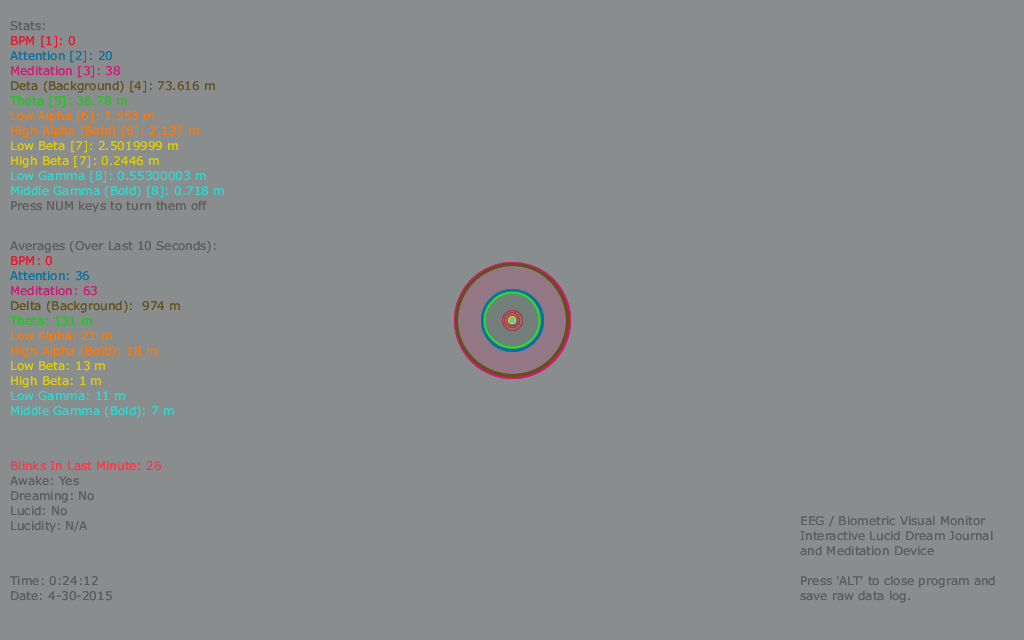 Stats:
BPM [1]: 0
Attention [2]: 20
Meditation [3]: 38
Deta (Background) [4]: 73.616 m
Theta [5]: 36.78 m
Low Alpha [6]: 1.553 m
High Alpha (Bold) [6]: 2.137 m
Low Beta [7]: 2.5019999 m
High Beta [7]: 0.2446 m
Low Gamma [8]: 0.55300003 m
Middle Gamma (Bold) [8]: 0.718 m
Press NUM keys to turn them off
Averages (Over Last 10 Seconds):
BPM: 0
Attention: 36
Meditation: 63
Delta (Background): 974 m
Theta: 131 m
Low Alpha: 21 m
High Alpha (Bold): 18 m
Low Beta: 13 m
High Beta: 1 m
Low Gamma: 11 m
Middle Gamma (Bold): 7 m
Blinks In Last Minute: 26
Awake: Yes
Dreaming: No
Lucid: No
Lucidity: N/A
Time: 0:24:12
Date: 4-30-2015
EEG / Biometric Visual Monitor
Interactive Lucid Dream Journal
and Meditation Device
Press 'ALT' to close program and
save raw data log.